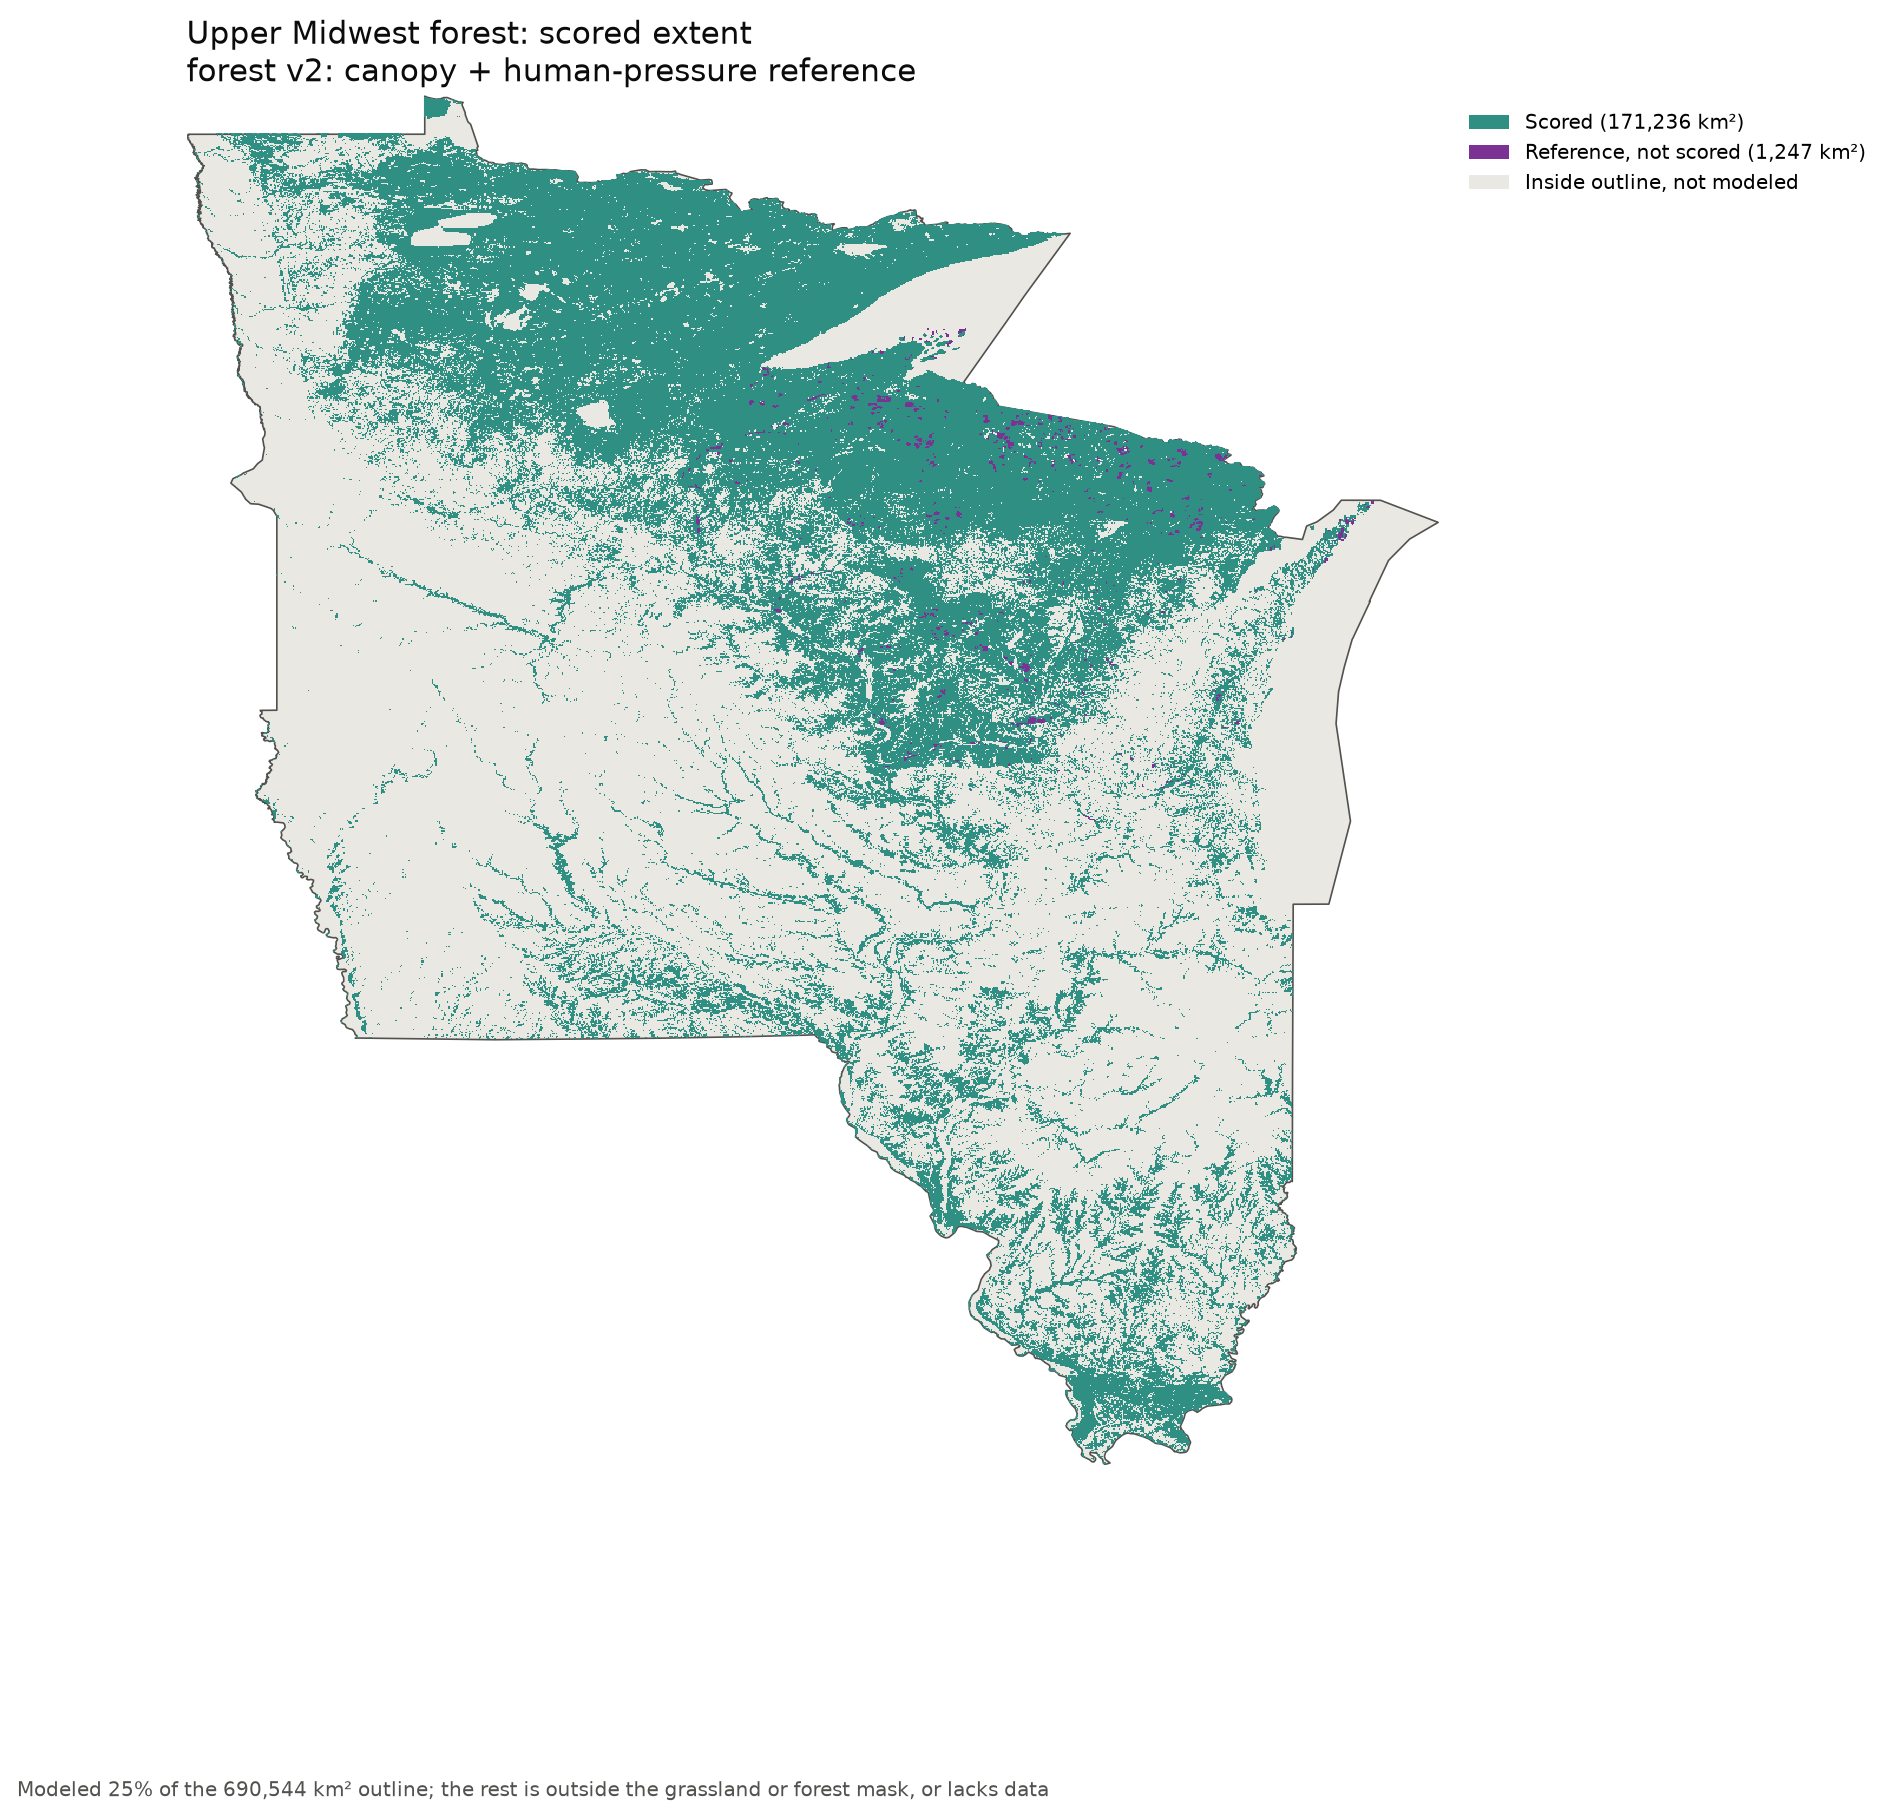 Upper Midwest forest: scored extent
forest v2: canopy + human-pressure reference
Scored (171,236 km²)
Reference, not scored (1,247 km²)
Inside outline, not modeled
Modeled 25% of the 690,544 km² outline; the rest is outside the grassland or forest mask, or lacks data